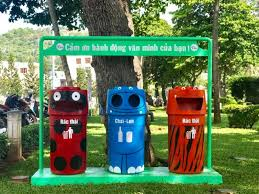 Cảm ơn hành động văn minh của bạn !
Rác thải
Chai - Lon
Rác thải